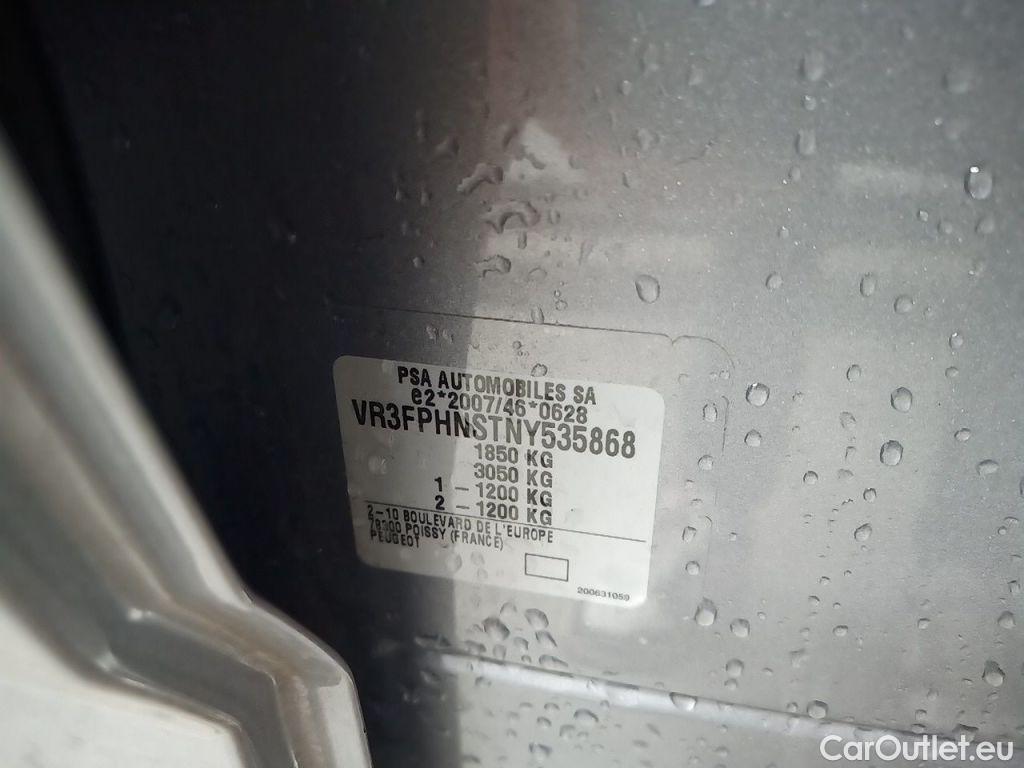 PSA AUTOMOBILES SA
e2*2007/46*0628
VR3FPHNSTNY535868
1850 KG
3050 KG
1 - 1200 KG
2 - 1200 KG
2-10 BOULEVARD DE L'EUROPE
78300 POISSY (FRANCE)
PEUGEOT
200631059
CarOutlet.eu